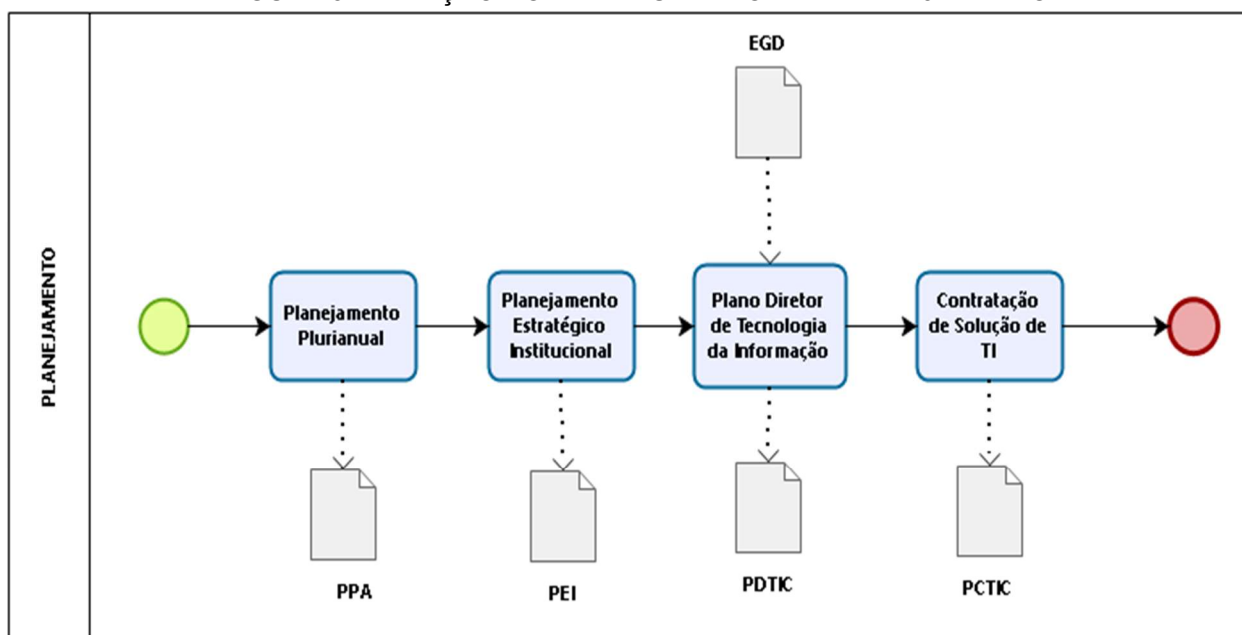 EGD
PLANEJAMENTO
Planejamento
Plurianual
Planejamento
Estratégico
Institucional
Plano Diretor
de Tecnologia
da Informação
Contratação
de Solução de
TI
PPA
PEI
PDTIC
PCTIC